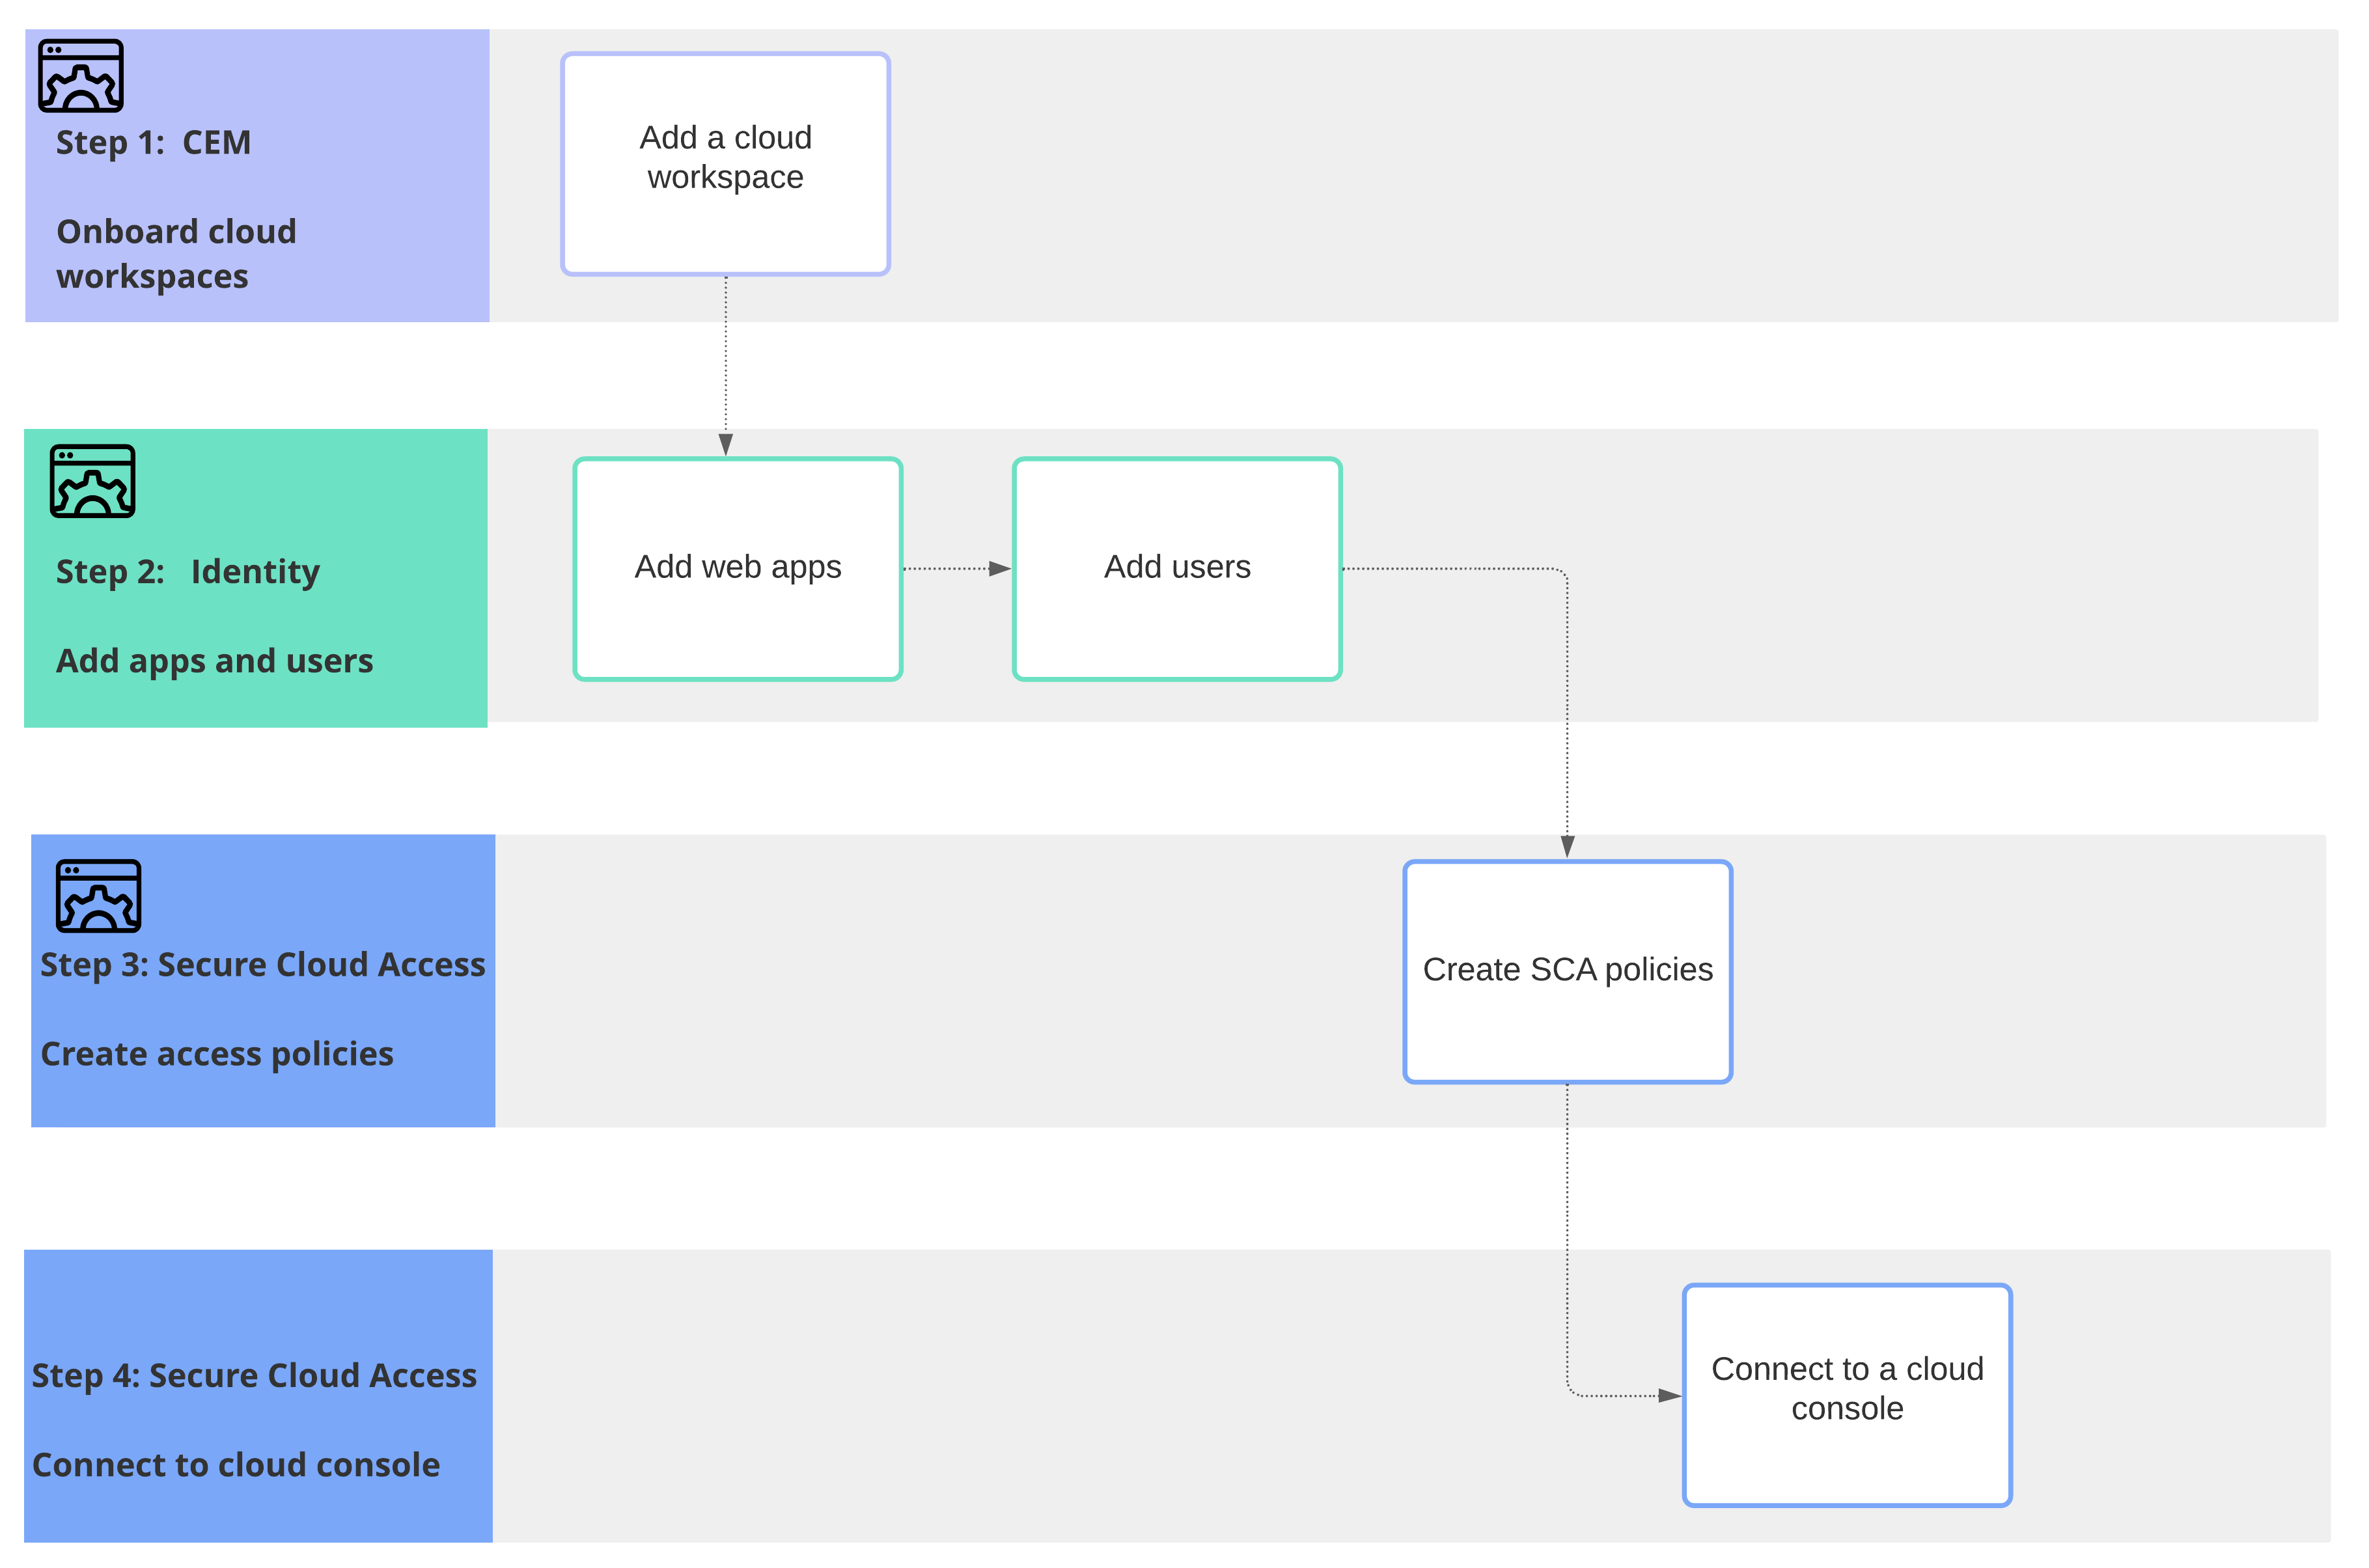 Step 1:  CEM
Onboard cloud
workspaces
Add a cloud
workspace
Step 2:   Identity
Add apps and users
Add web apps
Add users
Step 3: Secure Cloud Access
Create access policies
Create SCA policies
Step 4: Secure Cloud Access
Connect to cloud console
Connect to a cloud
console